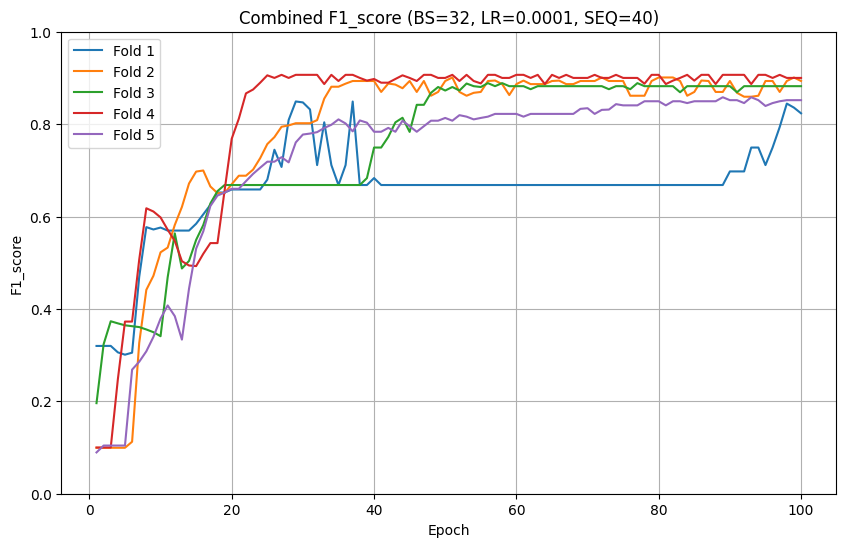 Combined F1_score (BS=32, LR=0.0001, SEQ=40)
Fold 1
Fold 2
Fold 3
Fold 4
Fold 5
F1_score
1.0
0.8
0.6
0.4
0.2
0.0
0
20
40
60
80
100
Epoch